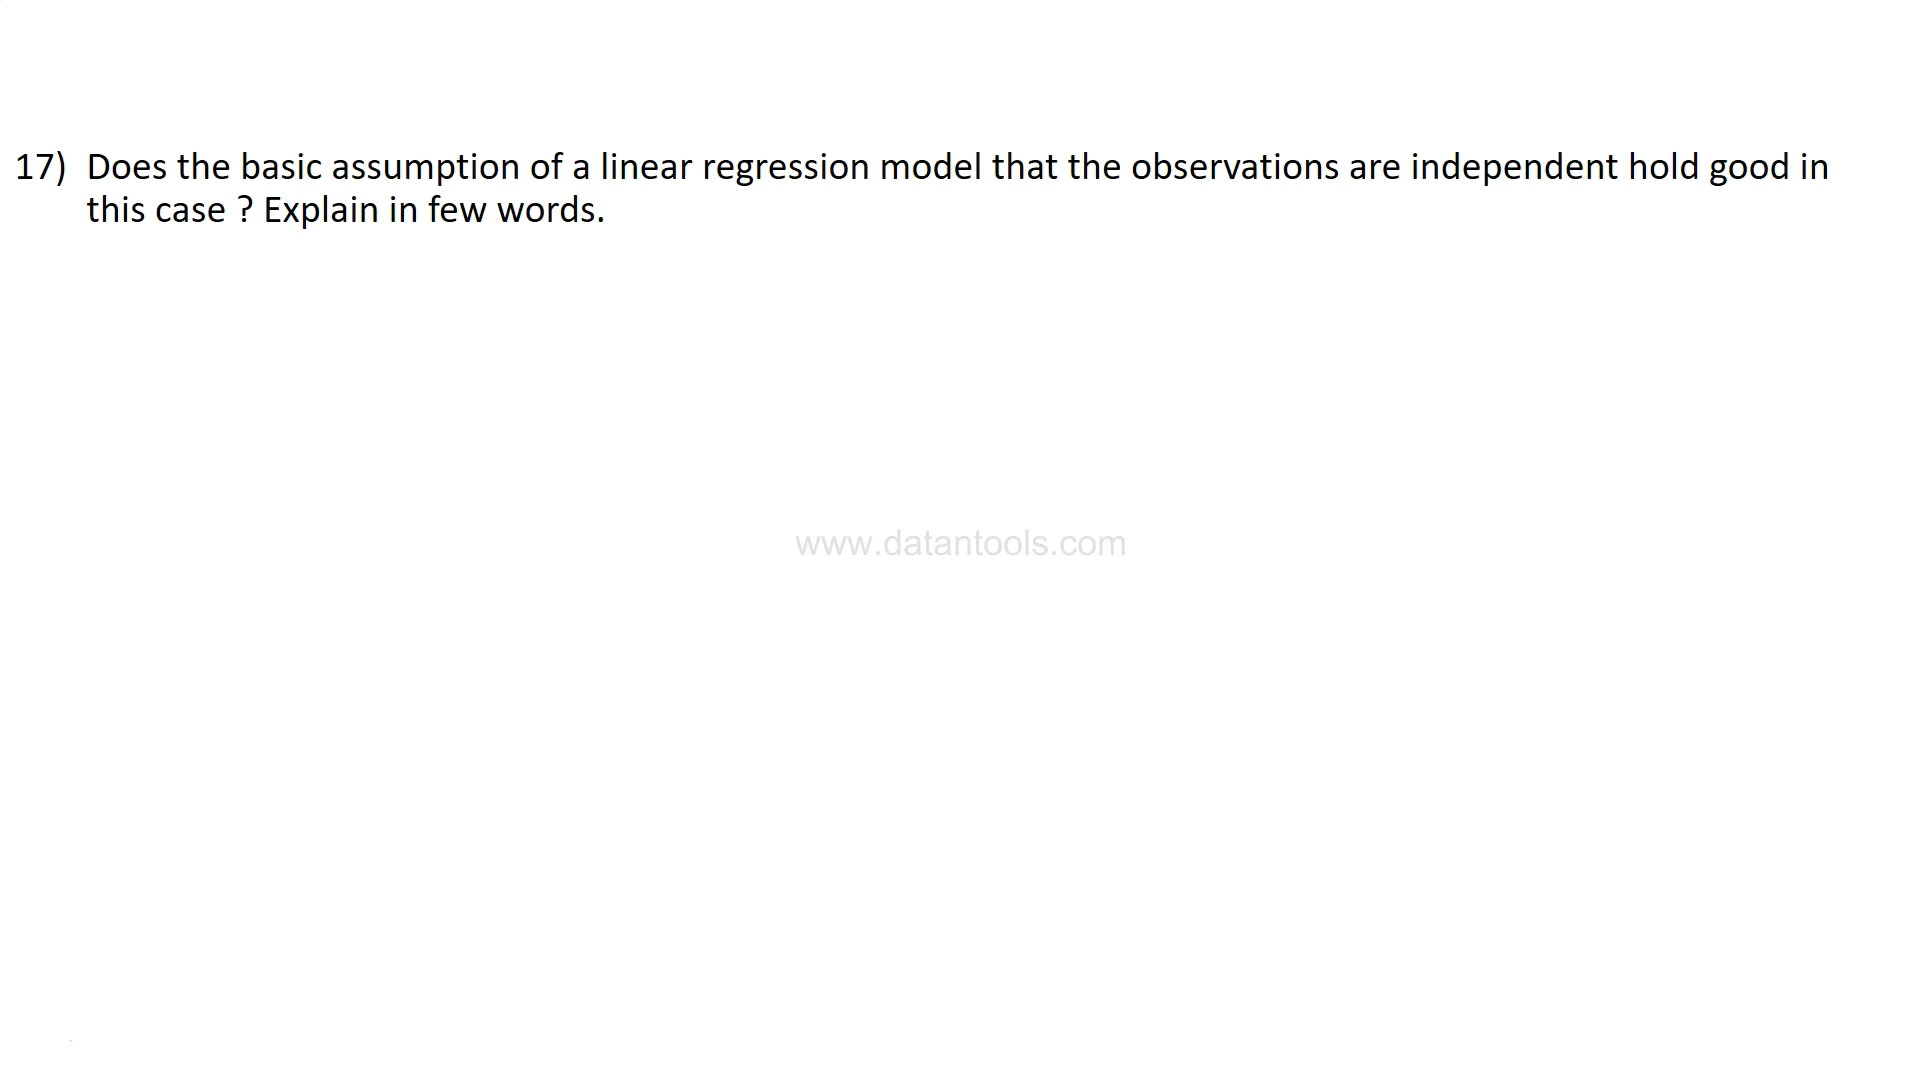 17) Does the basic assumption of a linear regression model that the observations are independent hold good in
this case ? Explain in few words.
www.datantools.com